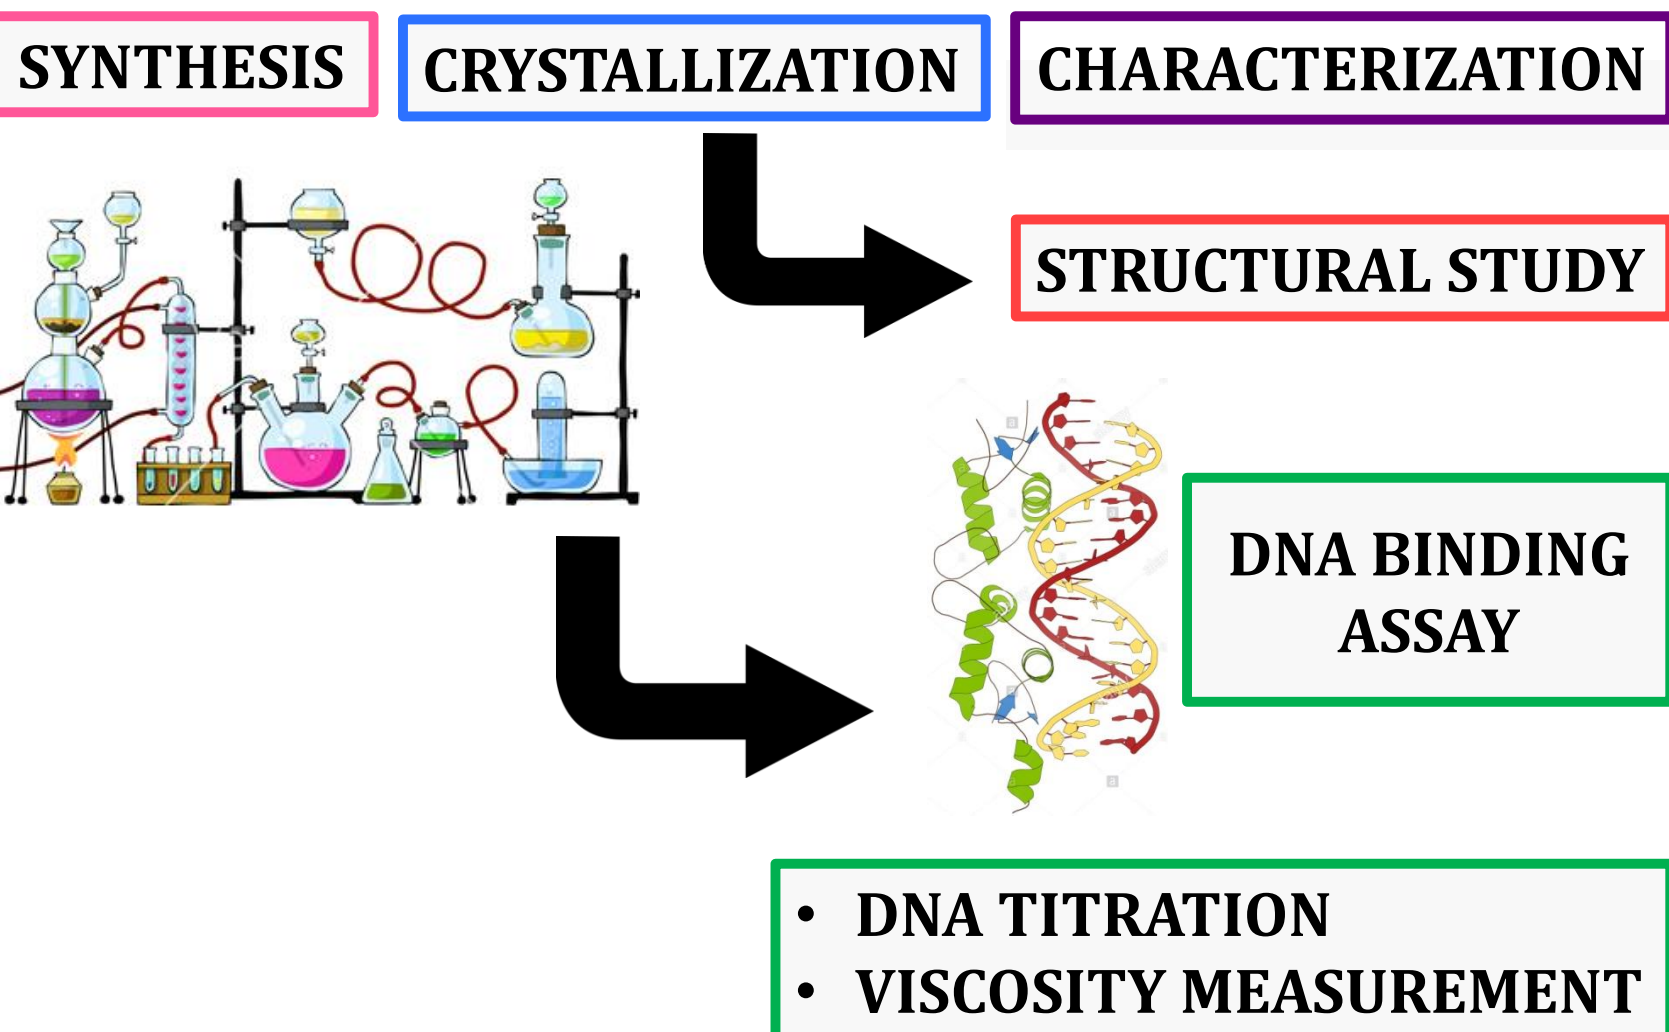 SYNTHESIS
CRYSTALLIZATION
CHARACTERIZATION
STRUCTURAL STUDY
DNA BINDING
ASSAY
• DNA TITRATION
• VISCOSITY MEASUREMENT